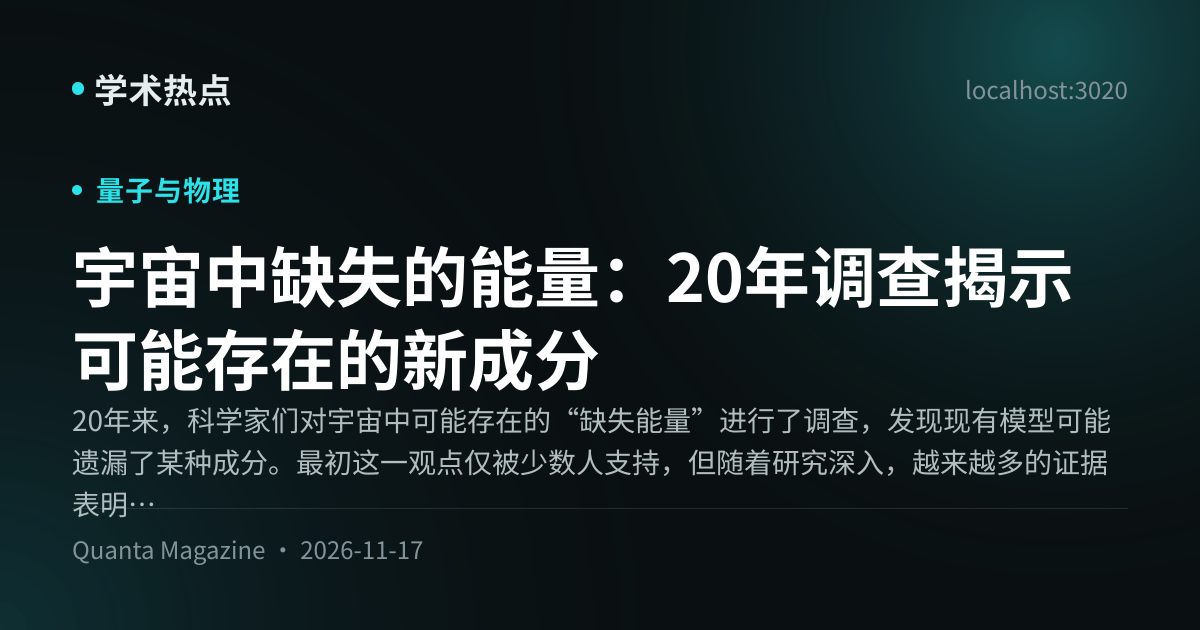 学术热点
localhost:3020
量子与物理
宇宙中缺失的能量：20年调查揭示
可能存在的新成分
20年来，科学家们对宇宙中可能存在的“缺失能量”进行了调查，发现现有模型可能
遗漏了某种成分。最初这一观点仅被少数人支持，但随着研究深入，越来越多的证据
表明…
Quanta Magazine • 2026-11-17